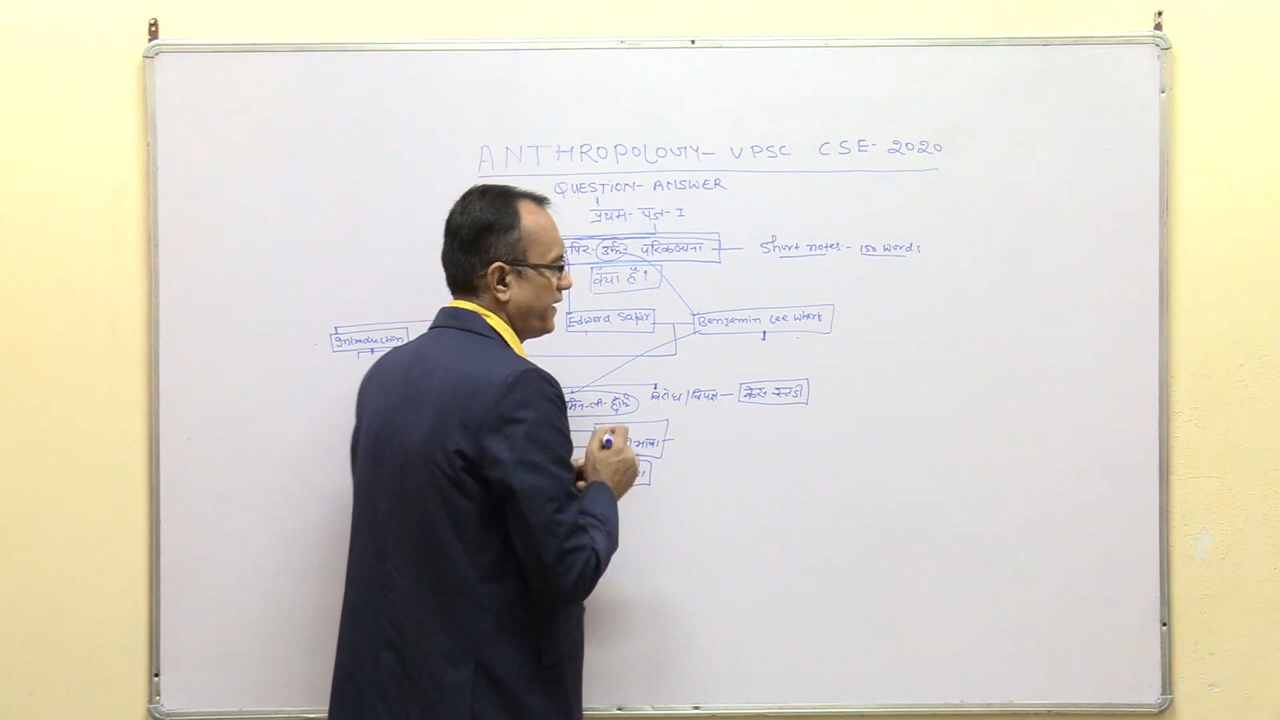 ANTHROPOLOGY- UPSC CSE- 2020
QUESTION- ANSWER
प्रथम- पत्र- I
परिकल्पना Short notes- 150 words
क्या है?
Edword Sapir Benjamin Lee Whorf
Introduction
विरोध / विपक्ष — केस स्टडी
भाषा